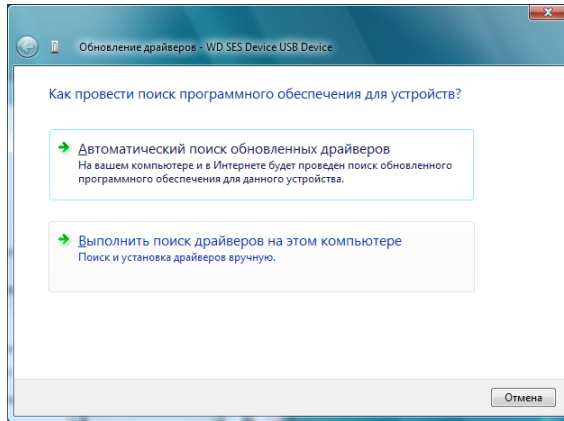 Обновление драйверов - WD SES Device USB Device
Как провести поиск программного обеспечения для устройств?
Автоматический поиск обновленных драйверов
На вашем компьютере и в Интернете будет проведен поиск обновленного
программного обеспечения для данного устройства.
Выполнить поиск драйверов на этом компьютере
Поиск и установка драйверов вручную.
Отмена